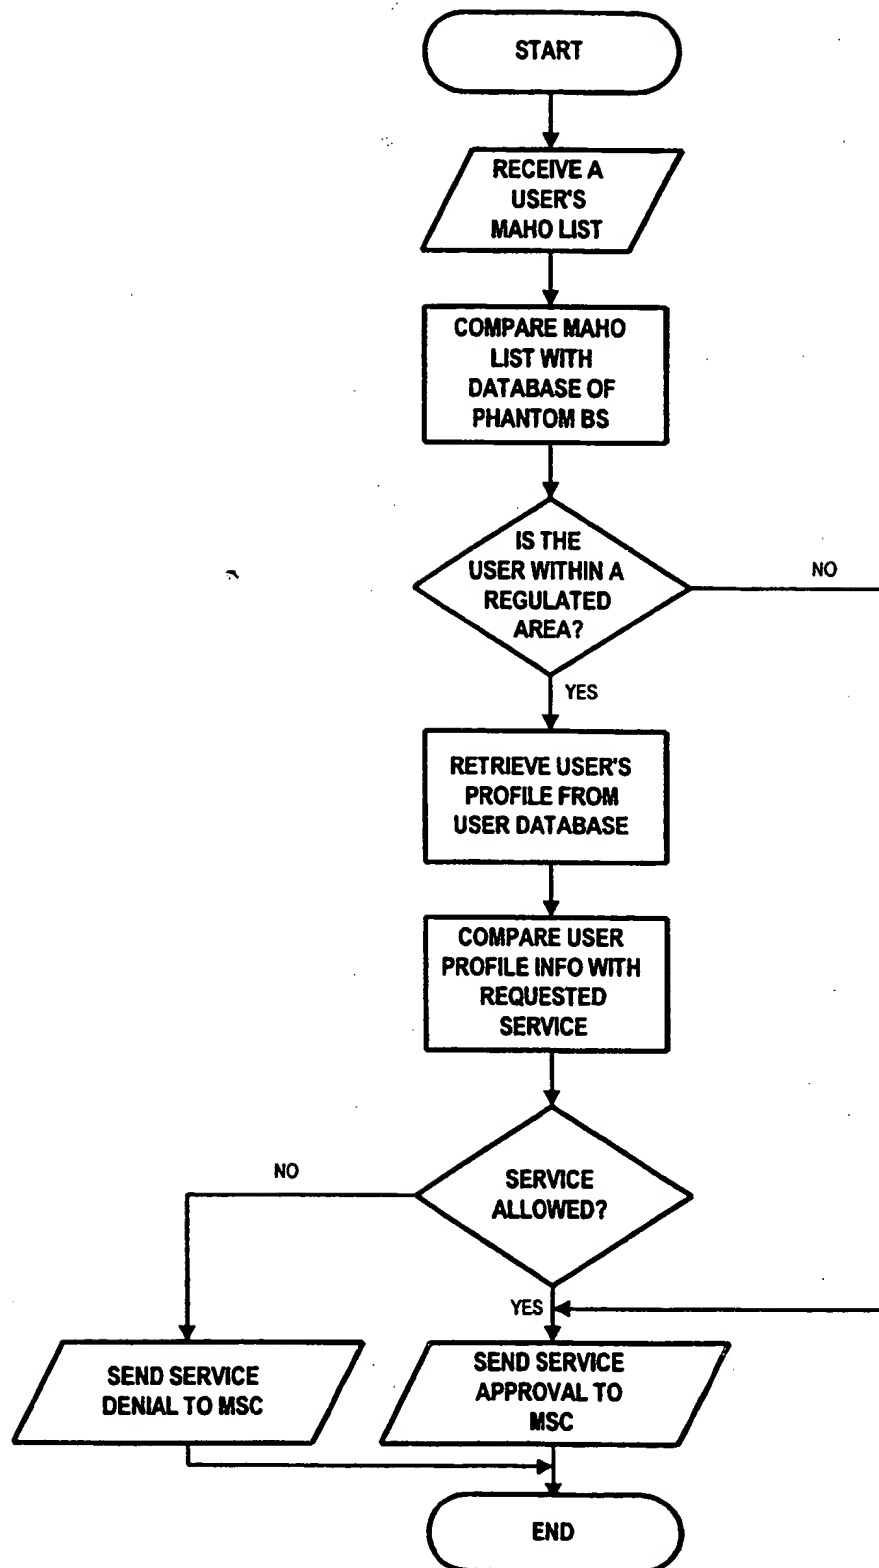 START
RECEIVE A
USER'S
MAHO LIST
COMPARE MAHO
LIST WITH
DATABASE OF
PHANTOM BS
IS THE
USER WITHIN A
REGULATED
AREA?
NO
YES
RETRIEVE USER'S
PROFILE FROM
USER DATABASE
COMPARE USER
PROFILE INFO WITH
REQUESTED
SERVICE
NO
SERVICE
ALLOWED?
YES
SEND SERVICE
DENIAL TO MSC
SEND SERVICE
APPROVAL TO
MSC
END